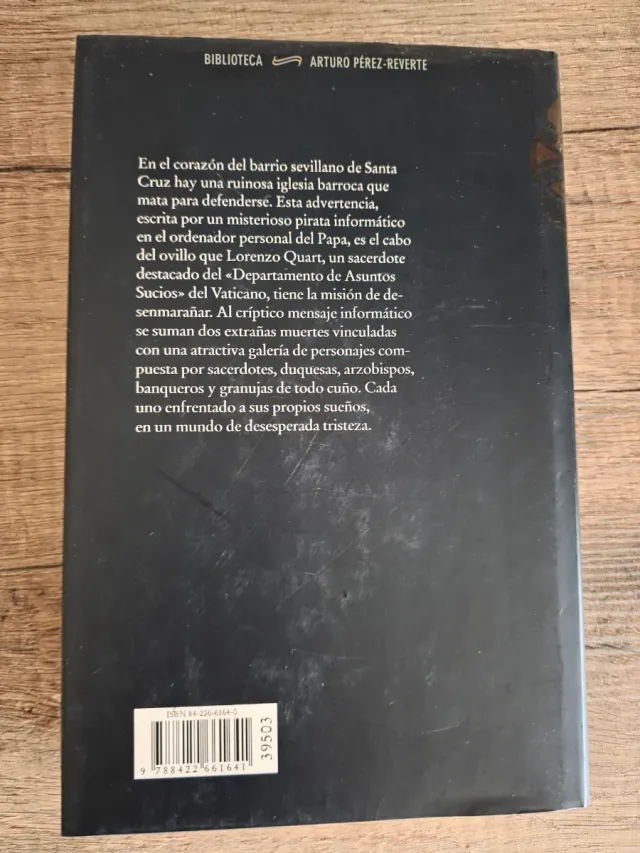 BIBLIOTECA ARTURO PÉREZ-REVERTE
En el corazón del barrio sevillano de Santa
Cruz hay una ruinosa iglesia barroca que
mata para defenderse. Esta advertencia,
escrita por un misterioso pirata informático
en el ordenador personal del Papa, es el cabo
del ovillo que Lorenzo Quart, un sacerdote
destacado del «Departamento de Asuntos
Sucios» del Vaticano, tiene la misión de de-
senmarañar. Al críptico mensaje informático
se suman dos extrañas muertes vinculadas
con una atractiva galería de personajes com-
puesta por sacerdotes, duquesas, arzobispos,
banqueros y granujas de todo cuño. Cada
uno enfrentado a sus propios sueños,
en un mundo de desesperada tristeza.
ISBN 84-226-6164-5
39503
9 788422 661641